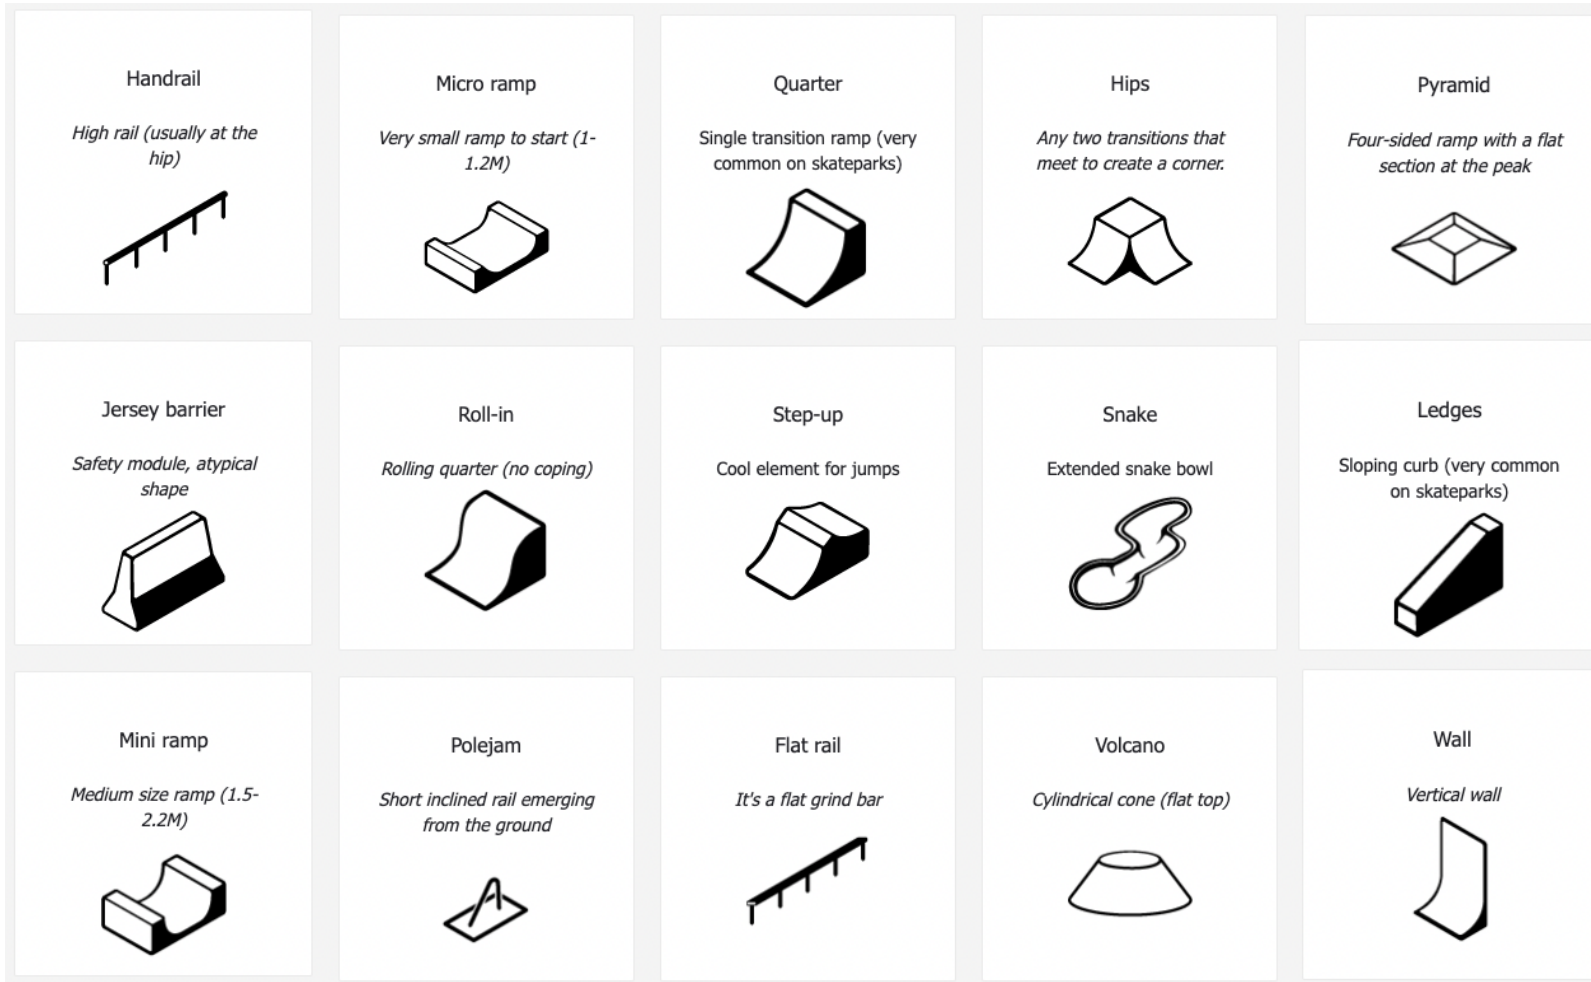 Handrail
High rail (usually at the
hip)
Micro ramp
Very small ramp to start (1-
1.2M)
Quarter
Single transition ramp (very
common on skateparks)
Hips
Any two transitions that
meet to create a corner.
Pyramid
Four-sided ramp with a flat
section at the peak
Jersey barrier
Safety module, atypical
shape
Roll-in
Rolling quarter (no coping)
Step-up
Cool element for jumps
Snake
Extended snake bowl
Ledges
Sloping curb (very common
on skateparks)
Mini ramp
Medium size ramp (1.5-
2.2M)
Polejam
Short inclined rail emerging
from the ground
Flat rail
It's a flat grind bar
Volcano
Cylindrical cone (flat top)
Wall
Vertical wall